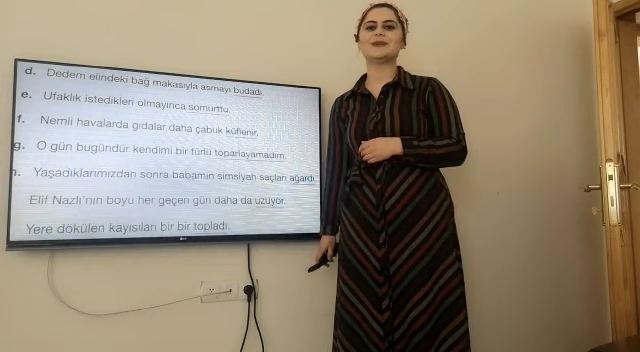 d. Dedem elindeki bağ makasıyla asmayı budadı.
e. Ufaklık istedikleri olmayınca somurttu.
f. Nemli havalarda gıdalar daha çabuk küflenir.
g. O gün bugündür kendimi bir türlü toparlayamadım.
Yaşadıklarımızdan sonra babamın simsiyah saçları ağardı.
Elif Nazlı'nın boyu her geçen gün daha da uzuyor.
Yere dökülen kayısıları bir bir topladı.
LG